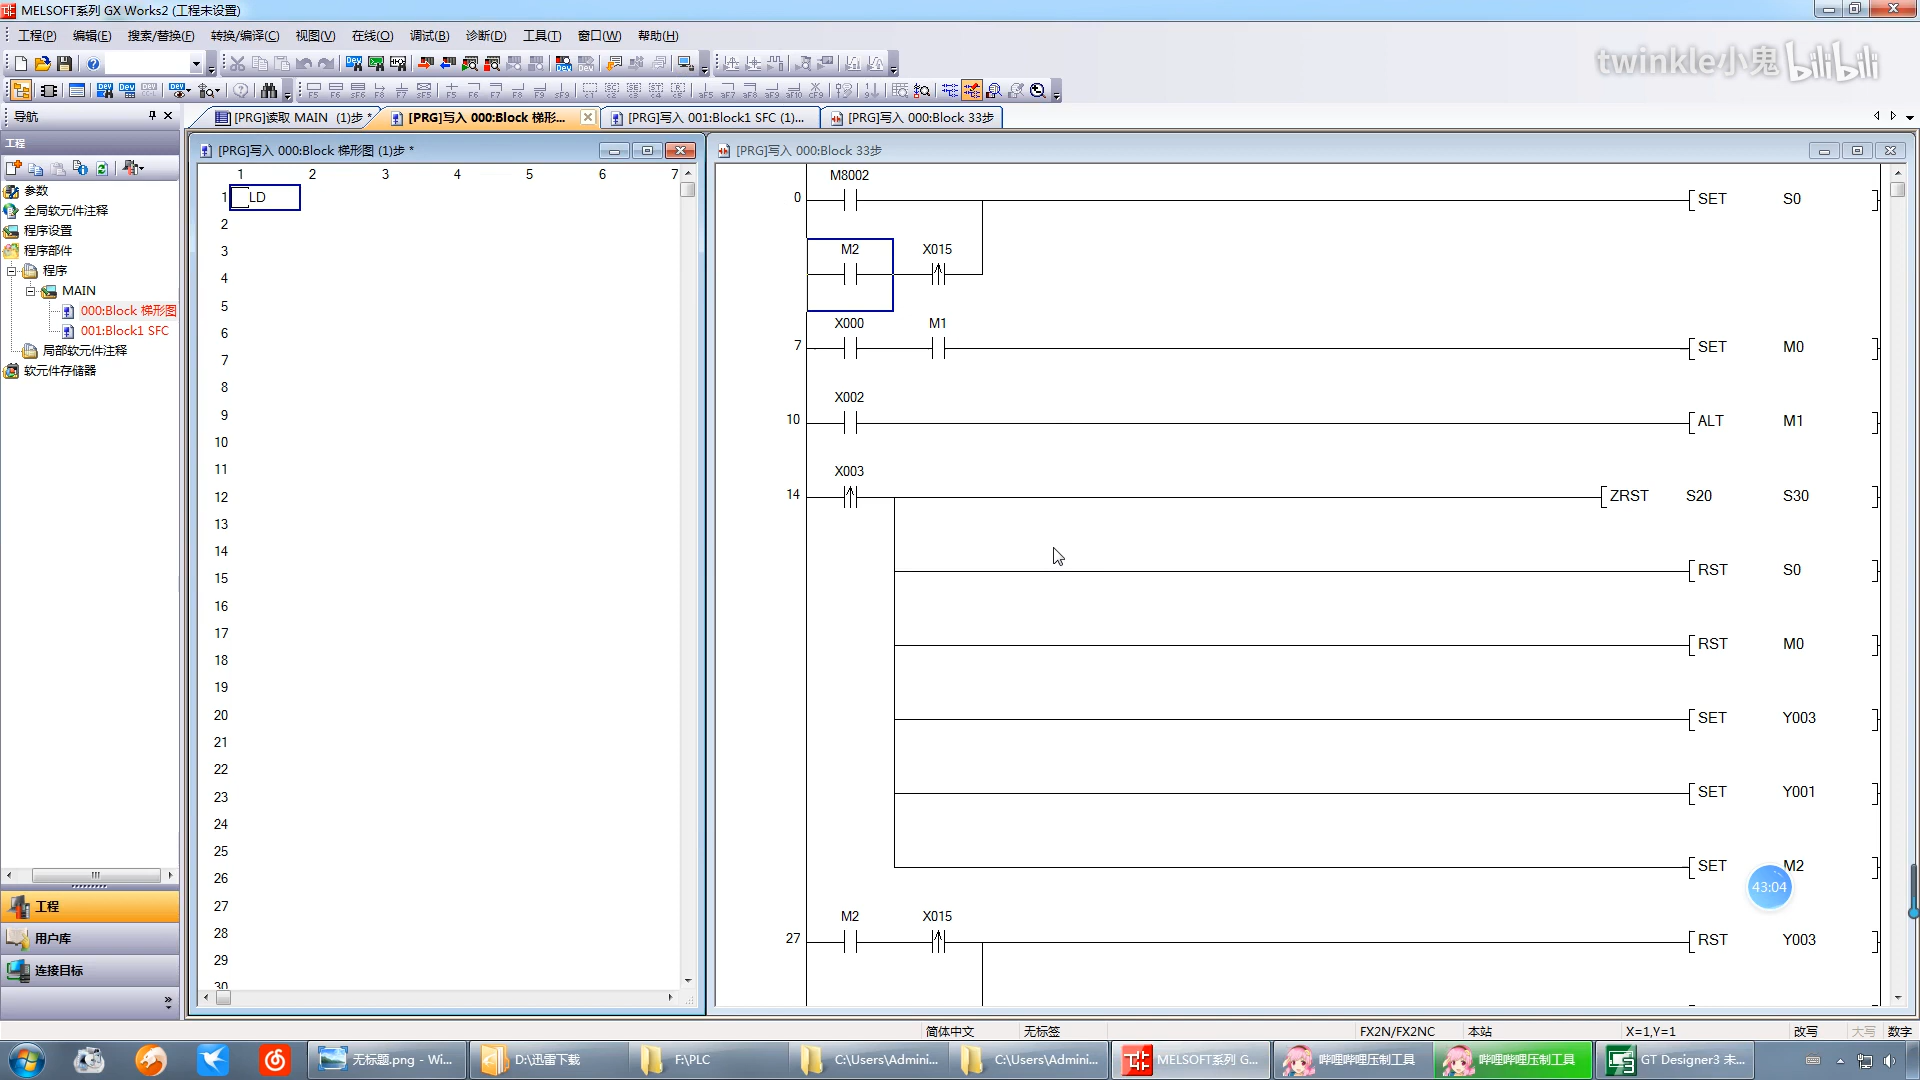 MELSOFT系列 GX Works2 (工程未设置)
工程(P) 编辑(E) 搜索/替换(F) 转换/编译(C) 视图(V) 在线(O) 调试(B) 诊断(D) 工具(T) 窗口(W) 帮助(H)
twinkle小鬼 bilibili
导航
[PRG]读取 MAIN (1)步 *
[PRG]写入 000:Block 梯形...
[PRG]写入 001:Block1 SFC (1)...
[PRG]写入 000:Block 33步
工程
参数
全局软元件注释
程序设置
程序部件
程序
MAIN
000:Block 梯形图
001:Block1 SFC
局部软元件注释
软元件存储器
工程
用户库
连接目标
»
[PRG]写入 000:Block 梯形图 (1)步 *
1 2 3 4 5 6 7
1 LD
2
3
4
5
6
7
8
9
10
11
12
13
14
15
16
17
18
19
20
21
22
23
24
25
26
27
28
29
30
[PRG]写入 000:Block 33步
M8002
0 SET S0
M2 X015
X000 M1
7 SET M0
X002
10 ALT M1
X003
14 ZRST S20 S30
RST S0
RST M0
SET Y003
SET Y001
SET M2
43:04
M2 X015
27 RST Y003
简体中文 无标签 FX2N/FX2NC 本站 X=1,Y=1 改写 大写 数字
无标题.png - Wi...
D:\迅雷下载
F:\PLC
C:\Users\Admini...
C:\Users\Admini...
MELSOFT系列 G...
哔哩哔哩压制工具
哔哩哔哩压制工具
GT Designer3 未...